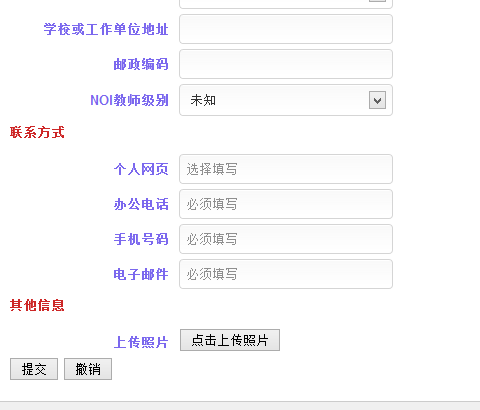 学校或工作单位地址
邮政编码
NOI教师级别 未知
联系方式
个人网页 选择填写
办公电话 必须填写
手机号码 必须填写
电子邮件 必须填写
其他信息
上传照片 点击上传照片
提交 撤销